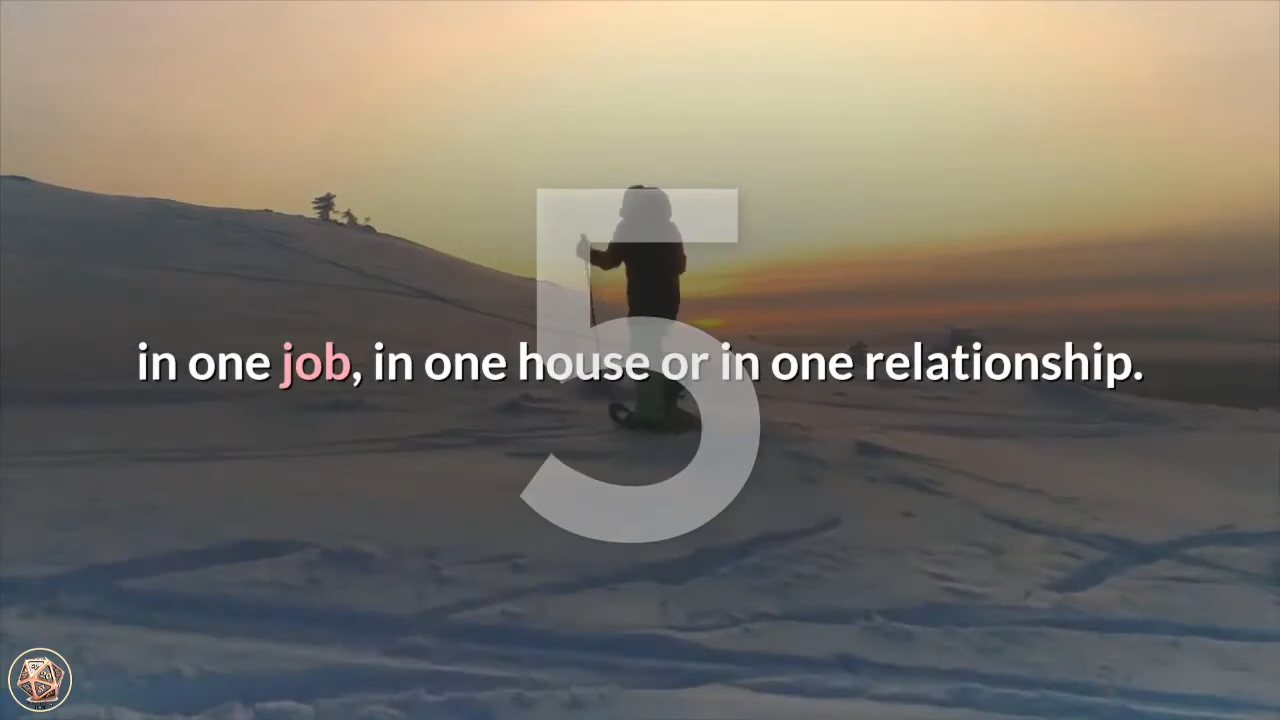 5
in one job, in one house or in one relationship.